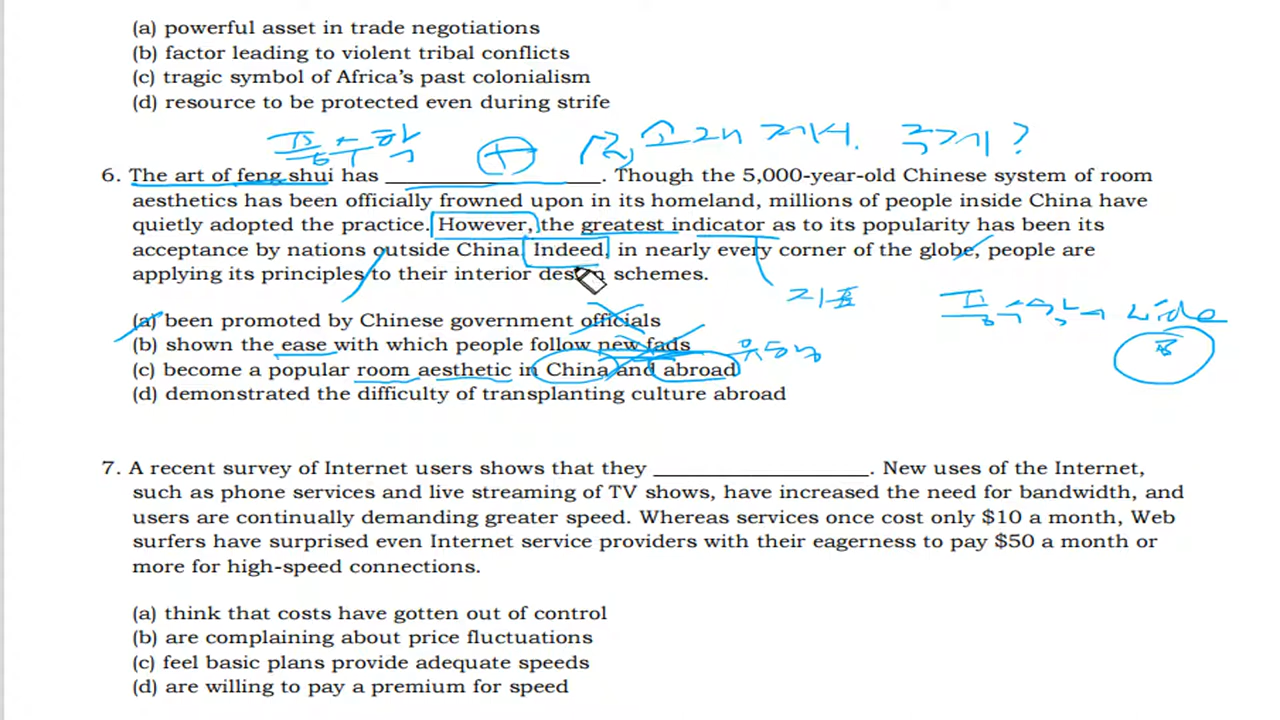 (a) powerful asset in trade negotiations
(b) factor leading to violent tribal conflicts
(c) tragic symbol of Africa's past colonialism
(d) resource to be protected even during strife
풍수학 + 소재 제시. 국가?
6. The art of feng shui has ____________________. Though the 5,000-year-old Chinese system of room
aesthetics has been officially frowned upon in its homeland, millions of people inside China have
quietly adopted the practice. However, the greatest indicator as to its popularity has been its
acceptance by nations outside China. Indeed, in nearly every corner of the globe, people are
applying its principles to their interior design schemes.
지표
(a) been promoted by Chinese government officials
(b) shown the ease with which people follow new fads
(c) become a popular room aesthetic in China and abroad
(d) demonstrated the difficulty of transplanting culture abroad
7. A recent survey of Internet users shows that they ____________________. New uses of the Internet,
such as phone services and live streaming of TV shows, have increased the need for bandwidth, and
users are continually demanding greater speed. Whereas services once cost only $10 a month, Web
surfers have surprised even Internet service providers with their eagerness to pay $50 a month or
more for high-speed connections.
(a) think that costs have gotten out of control
(b) are complaining about price fluctuations
(c) feel basic plans provide adequate speeds
(d) are willing to pay a premium for speed